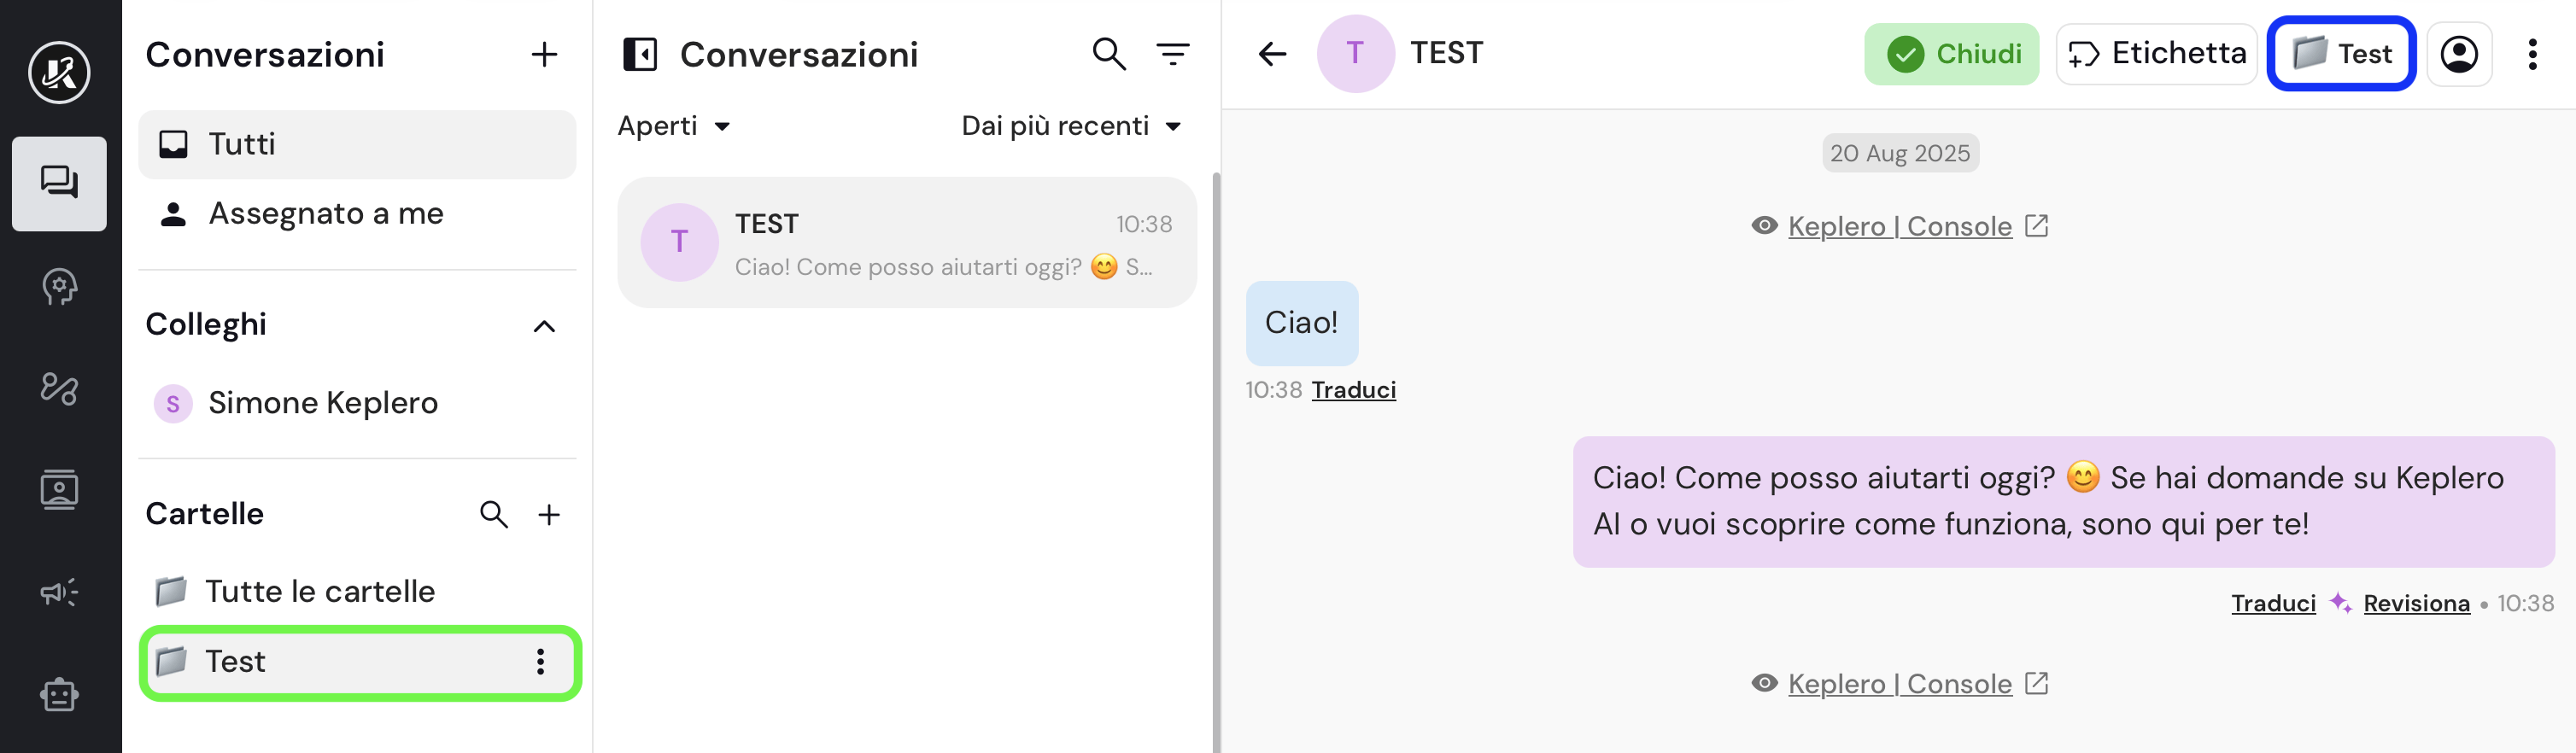 Conversazioni
Tutti
Assegnato a me
Colleghi
S
Simone Keplero
Cartelle
Tutte le cartelle
Test
Conversazioni
Aperti
Dai più recenti
T
TEST
10:38
Ciao! Come posso aiutarti oggi? 😊 S...
T
TEST
Chiudi
Etichetta
Test
20 Aug 2025
Keplero | Console
Ciao!
10:38 Traduci
Ciao! Come posso aiutarti oggi? 😊 Se hai domande su Keplero
AI o vuoi scoprire come funziona, sono qui per te!
Traduci Revisiona • 10:38
Keplero | Console